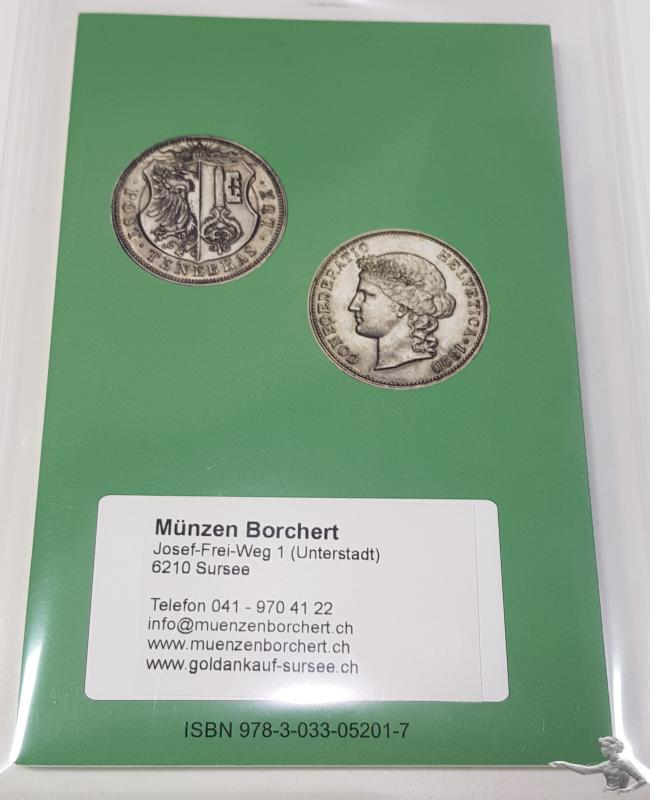 POST · TENEBRAS · LUX ·
CONFOEDERATIO HELVETICA · 1890
Münzen Borchert
Josef-Frei-Weg 1 (Unterstadt)
6210 Sursee
Telefon 041 - 970 41 22
info@muenzenborchert.ch
www.muenzenborchert.ch
www.goldankauf-sursee.ch
ISBN 978-3-033-05201-7